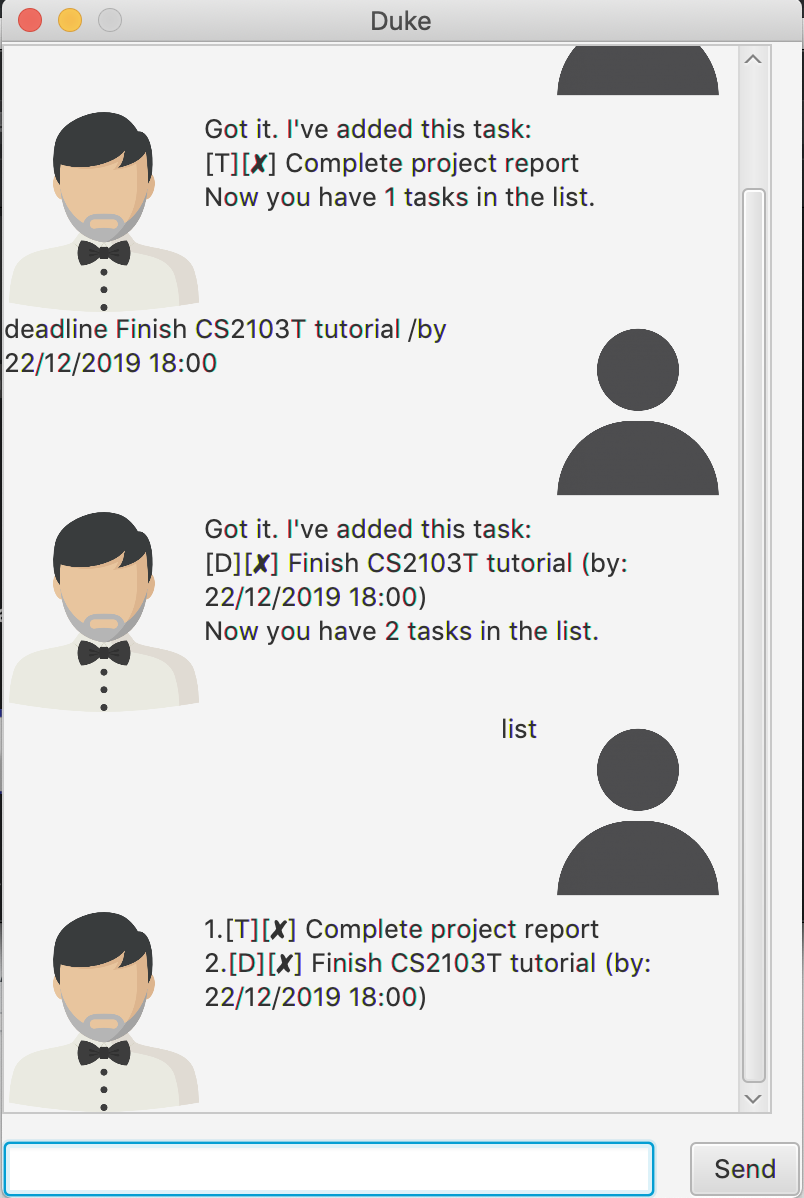 Duke
Got it. I've added this task:
[T][✘] Complete project report
Now you have 1 tasks in the list.
deadline Finish CS2103T tutorial /by
22/12/2019 18:00
Got it. I've added this task:
[D][✘] Finish CS2103T tutorial (by:
22/12/2019 18:00)
Now you have 2 tasks in the list.
list
1.[T][✘] Complete project report
2.[D][✘] Finish CS2103T tutorial (by:
22/12/2019 18:00)
Send